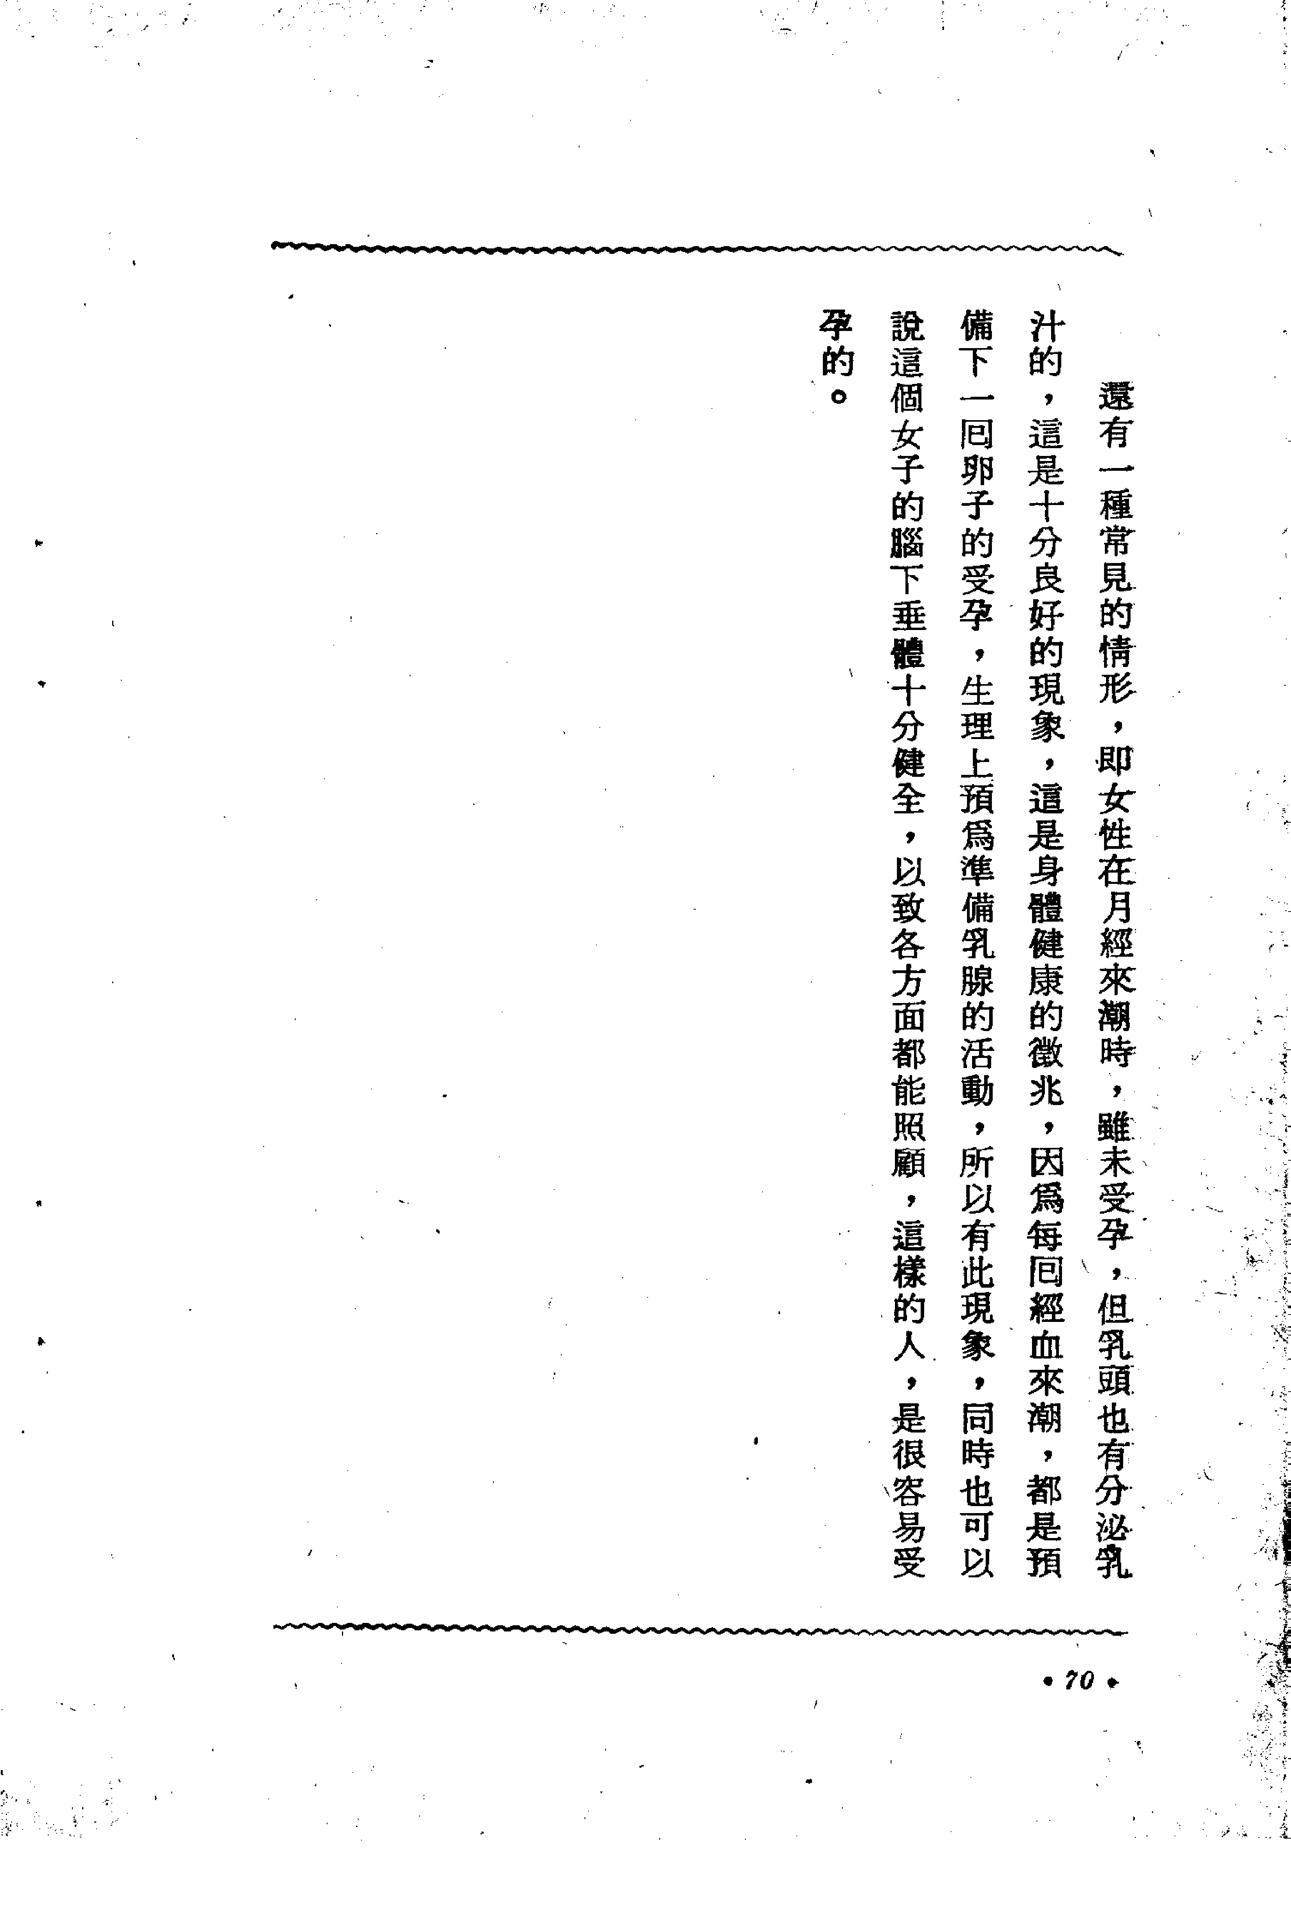 還有一種常見的情形，卽女性在月經來潮時，雖未受孕，但乳頭也有分泌乳
汁的，這是十分良好的現象，這是身體健康的徵兆，因爲每囘經血來潮，都是預
備下一囘卵子的受孕，生理上預爲準備乳腺的活動，所以有此現象，同時也可以
說這個女子的腦下垂體十分健全，以致各方面都能照顧，這樣的人，是很容易受
孕的。
•70•